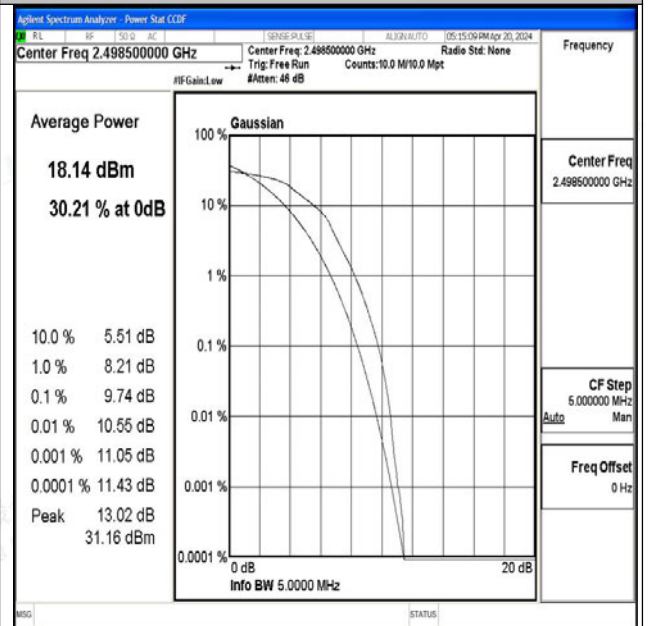 Agilent Spectrum Analyzer - Power Stat CCDF
RL RF 50 Ω AC SENSE:PULSE ALIGN AUTO 05:15:09 PM Apr 20, 2024
Center Freq 2.498500000 GHz
Center Freq: 2.498500000 GHz Radio Std: None
Trig: Free Run Counts:10.0 M/10.0 Mpt
#IFGain:Low #Atten: 46 dB
Frequency
Average Power
18.14 dBm
30.21 % at 0dB
10.0 % 5.51 dB
1.0 % 8.21 dB
0.1 % 9.74 dB
0.01 % 10.55 dB
0.001 % 11.05 dB
0.0001 % 11.43 dB
Peak 13.02 dB
31.16 dBm
Gaussian
100 %
10 %
1 %
0.1 %
0.01 %
0.001 %
0.0001 %
0 dB 20 dB
Info BW 5.0000 MHz
Center Freq
2.498500000 GHz
CF Step
5.000000 MHz
Auto Man
Freq Offset
0 Hz
MSG STATUS